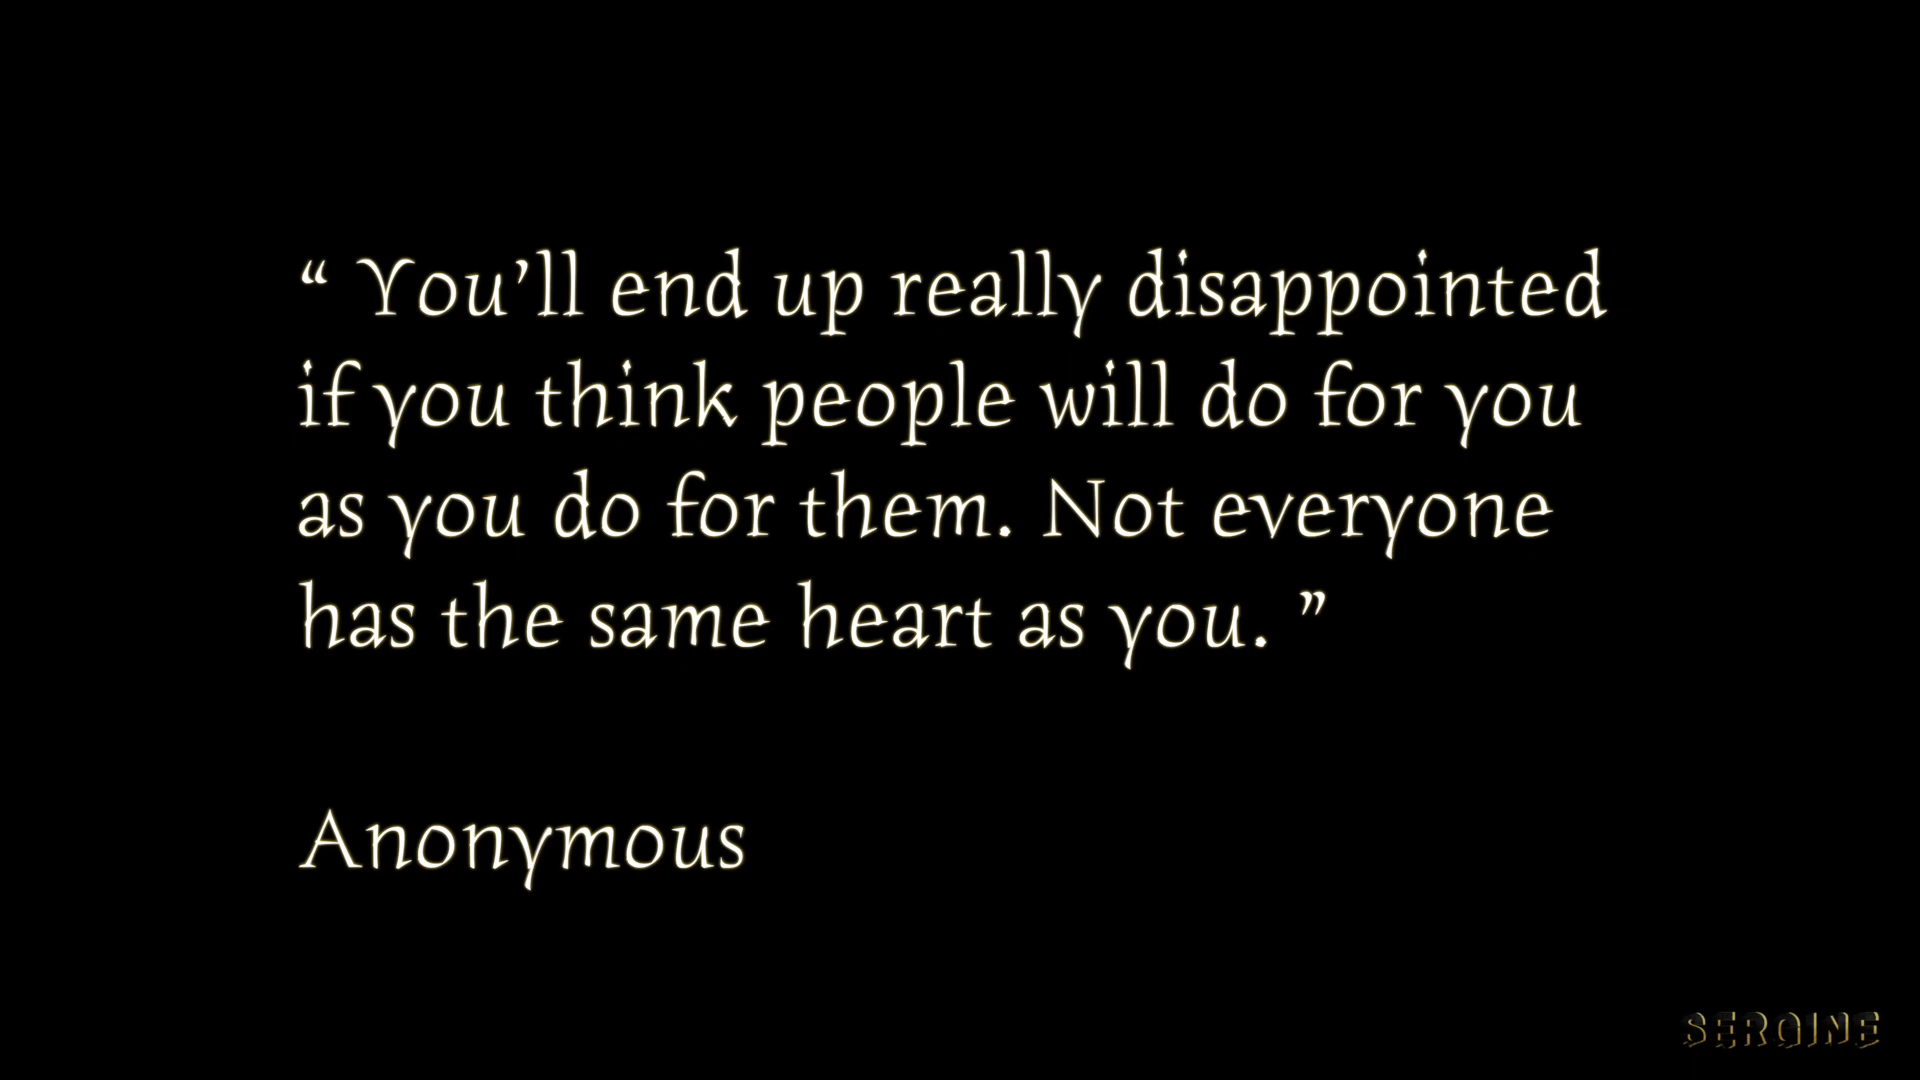 “ You’ll end up really disappointed
if you think people will do for you
as you do for them. Not everyone
has the same heart as you. ”
Anonymous
SERGINE